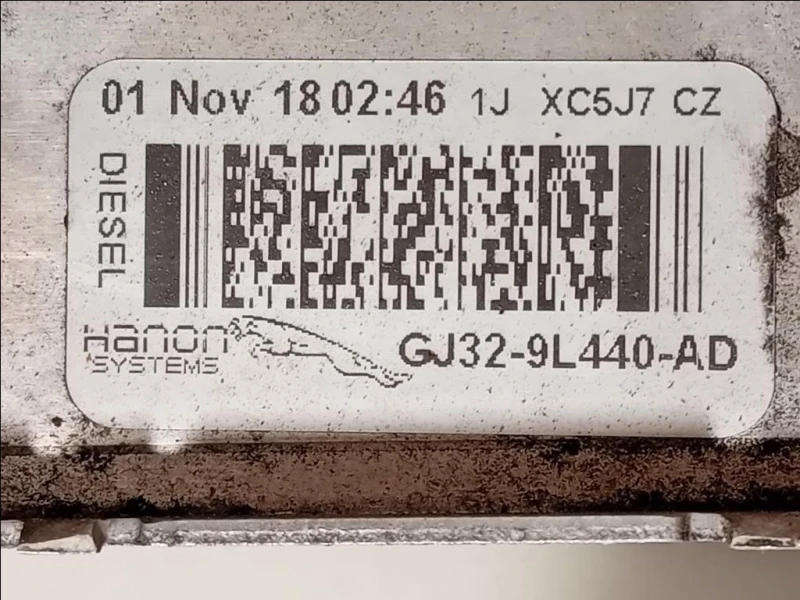 01 Nov 18 02:46 1J XC5J7 CZ
DIESEL
Hanon
SYSTEMS
GJ32-9L440-AD